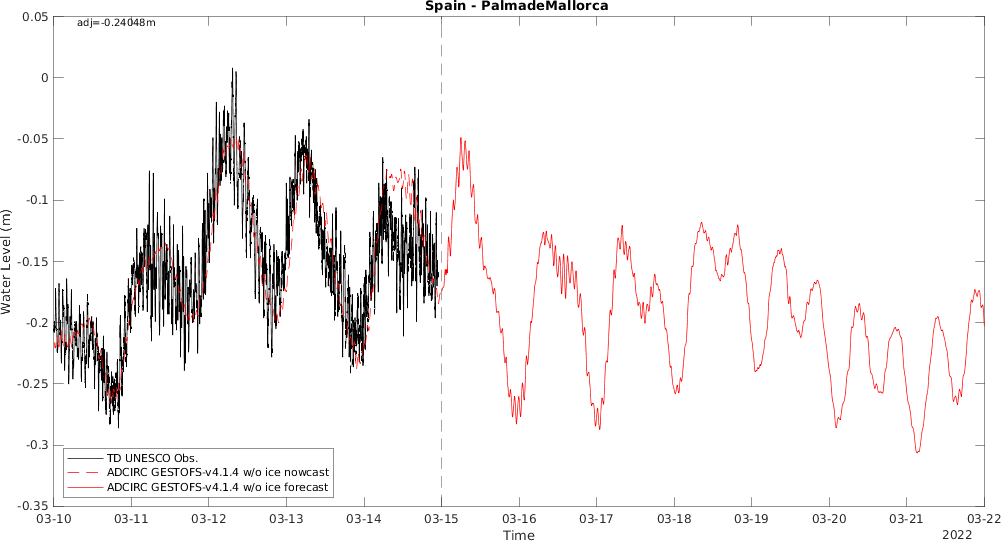 Spain - PalmadeMallorca
adj=-0.24048m
0.05
0
-0.05
-0.1
-0.15
-0.2
-0.25
-0.3
-0.35
Water Level (m)
TD UNESCO Obs.
ADCIRC GESTOFS-v4.1.4 w/o ice nowcast
ADCIRC GESTOFS-v4.1.4 w/o ice forecast
03-10 03-11 03-12 03-13 03-14 03-15 03-16 03-17 03-18 03-19 03-20 03-21 03-22
Time
2022